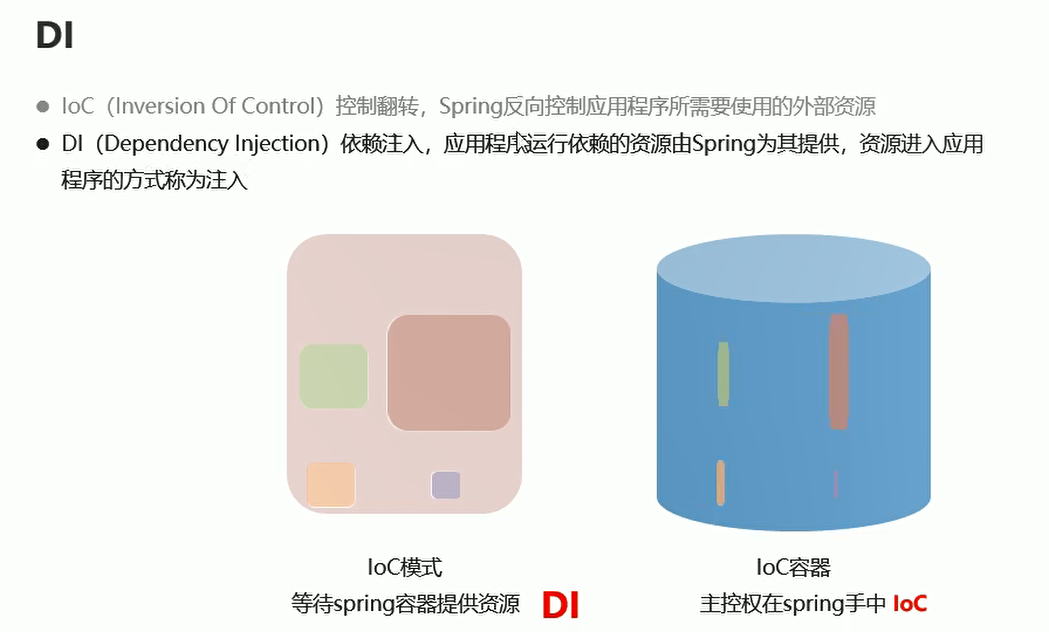 DI
IoC（Inversion Of Control）控制翻转，Spring反向控制应用程序所需要使用的外部资源
DI（Dependency Injection）依赖注入，应用程序运行依赖的资源由Spring为其提供，资源进入应用
程序的方式称为注入
IoC模式
等待spring容器提供资源 DI
IoC容器
主控权在spring手中 IoC